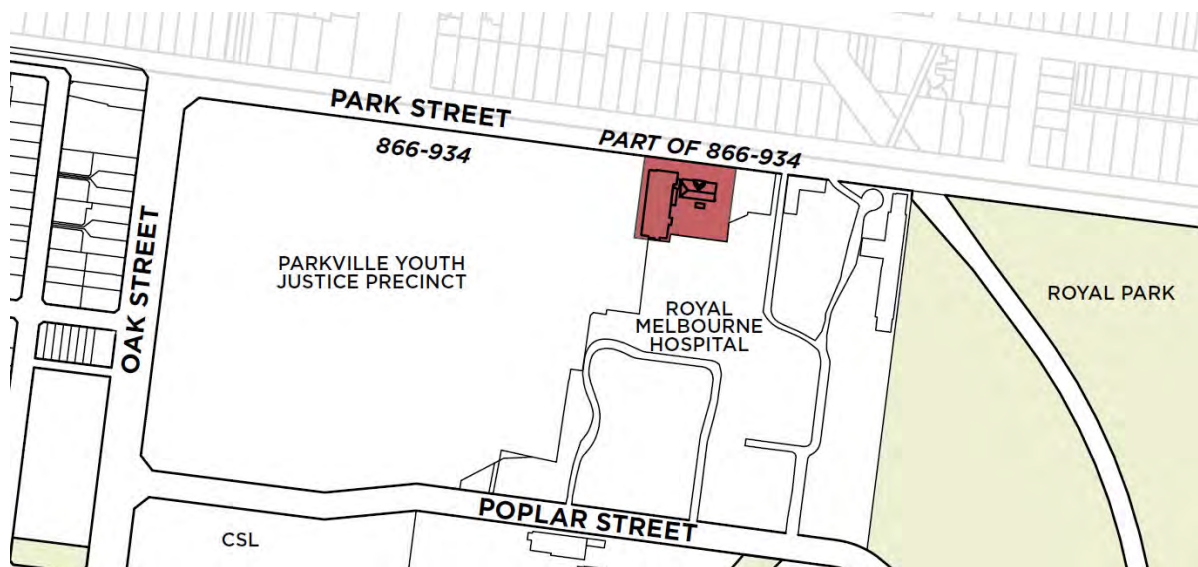 PARK STREET
866-934
PART OF 866-934
OAK STREET
PARKVILLE YOUTH
JUSTICE PRECINCT
ROYAL
MELBOURNE
HOSPITAL
ROYAL PARK
POPLAR STREET
CSL